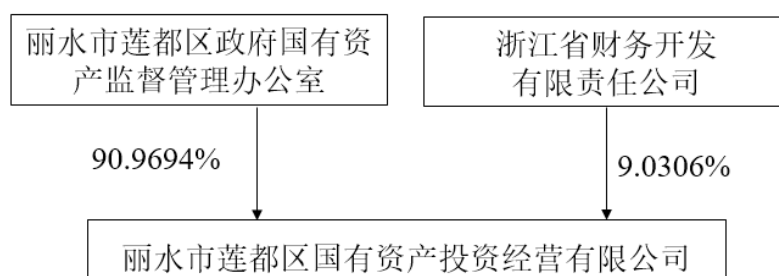 丽水市莲都区政府国有资
产监督管理办公室
浙江省财务开发
有限责任公司
90.9694%
9.0306%
丽水市莲都区国有资产投资经营有限公司